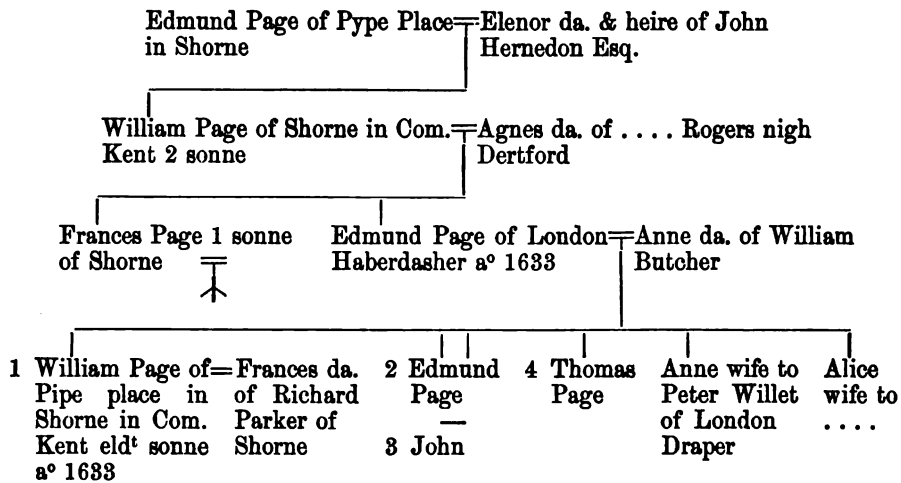 Edmund Page of Pype Place═Elenor da. & heire of John
in Shorne
Hernedon Esq.
William Page of Shorne in Com.═Agnes da. of . . . . Rogers nigh
Kent 2 sonne
Dertford
Frances Page 1 sonne
of Shorne
Edmund Page of London═Anne da. of William
Haberdasher aº 1633
Butcher
1 William Page of=Frances da.
Pipe place in
Shorne in Com.
Kent eldᵗ sonne
aº 1633
of Richard
Parker of
Shorne
2 Edmund
Page
—
3 John
4 Thomas
Page
Anne wife to
Peter Willet
of London
Draper
Alice
wife to
. . . .